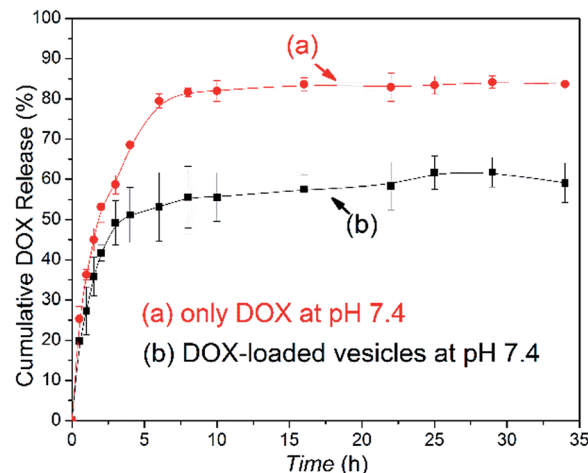 100
90
80
70
60
50
40
30
20
10
0
Cumulative DOX Release (%)
(a)
(b)
(a) only DOX at pH 7.4
(b) DOX-loaded vesicles at pH 7.4
0 5 10 15 20 25 30 35
Time (h)